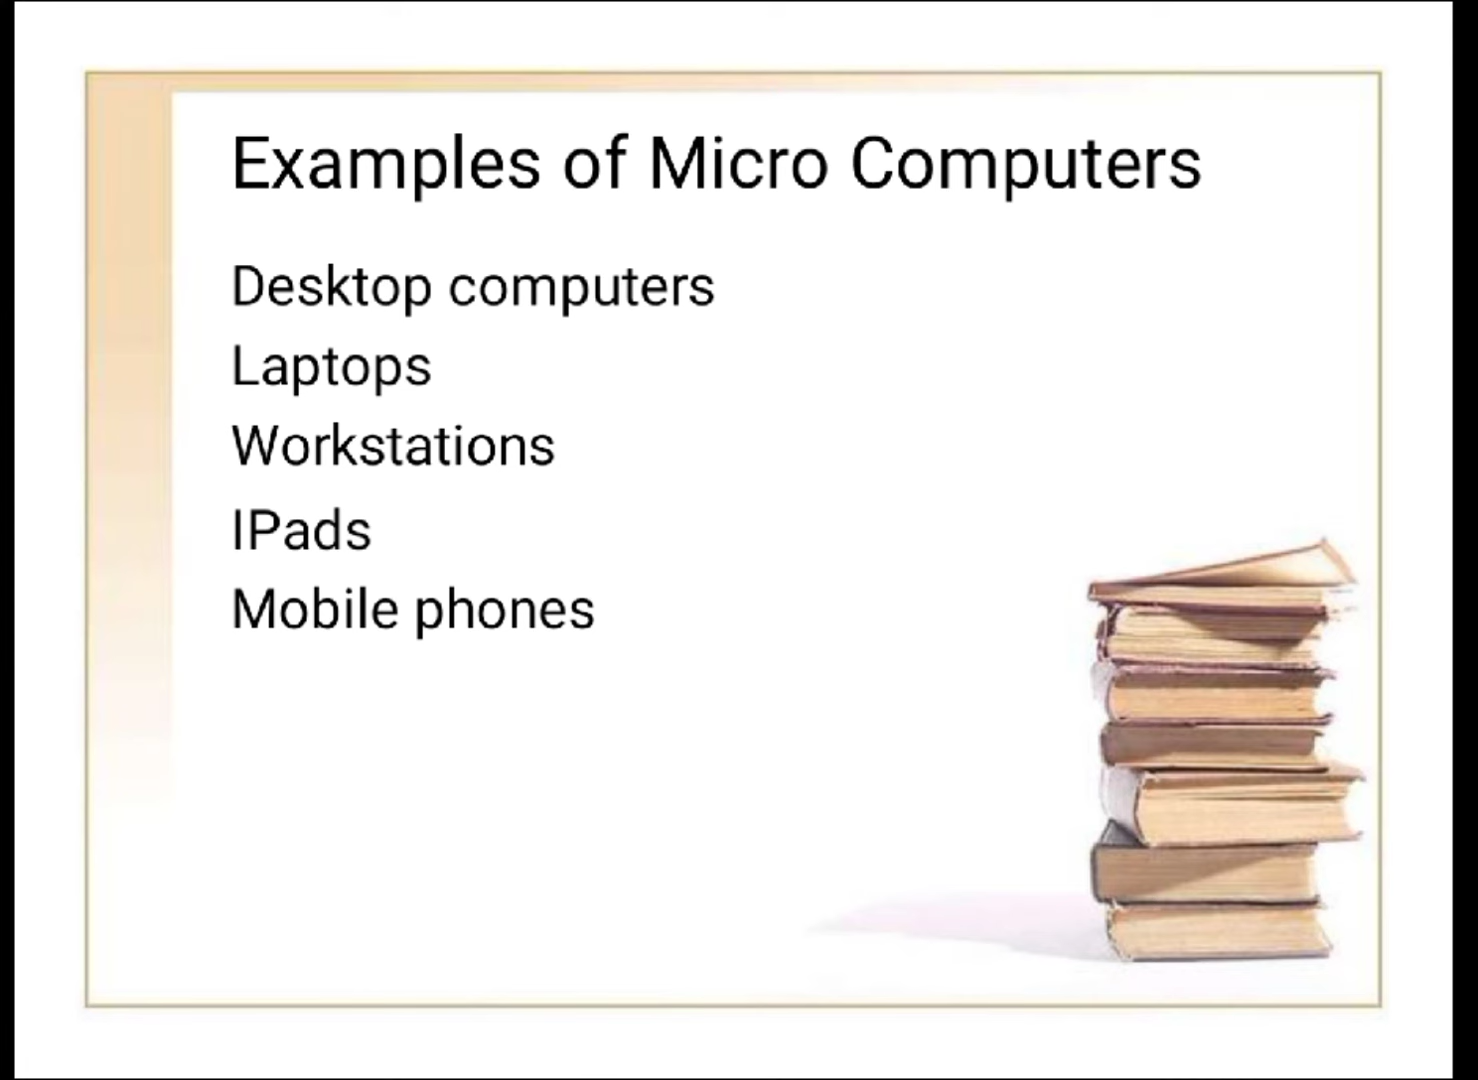 Examples of Micro Computers
Desktop computers
Laptops
Workstations
IPads
Mobile phones